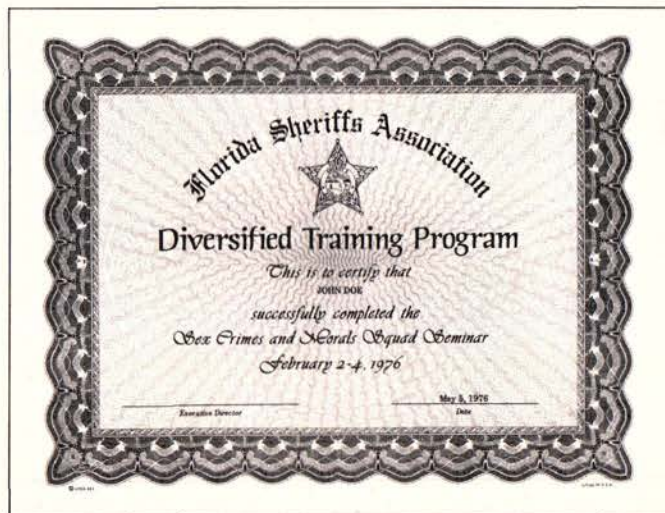 Florida Sheriffs Association
Diversified Training Program
This is to certify that
JOHN DOE
successfully completed the
Sex Crimes and Morals Squad Seminar
February 2-4, 1976
May 5, 1976
Executive Director
Date